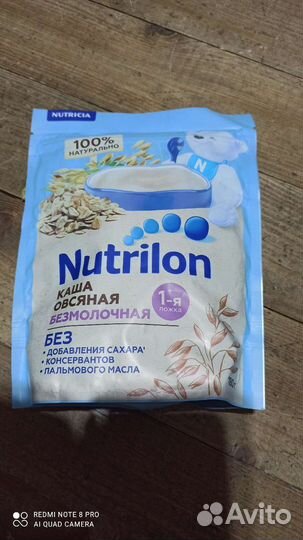 NUTRICIA
100%
НАТУРАЛЬНО
N
Nutrilon
КАША
ОВСЯНАЯ
БЕЗМОЛОЧНАЯ
1-я
ложка
БЕЗ
• ДОБАВЛЕНИЯ САХАРА¹
• КОНСЕРВАНТОВ
• ПАЛЬМОВОГО МАСЛА
REDMI NOTE 8 PRO
AI QUAD CAMERA
Avito